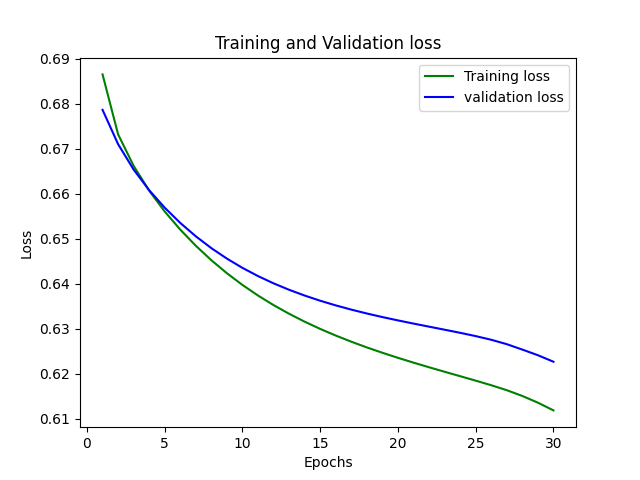 Training and Validation loss
Training loss
validation loss
Loss
0.69
0.68
0.67
0.66
0.65
0.64
0.63
0.62
0.61
0 5 10 15 20 25 30
Epochs